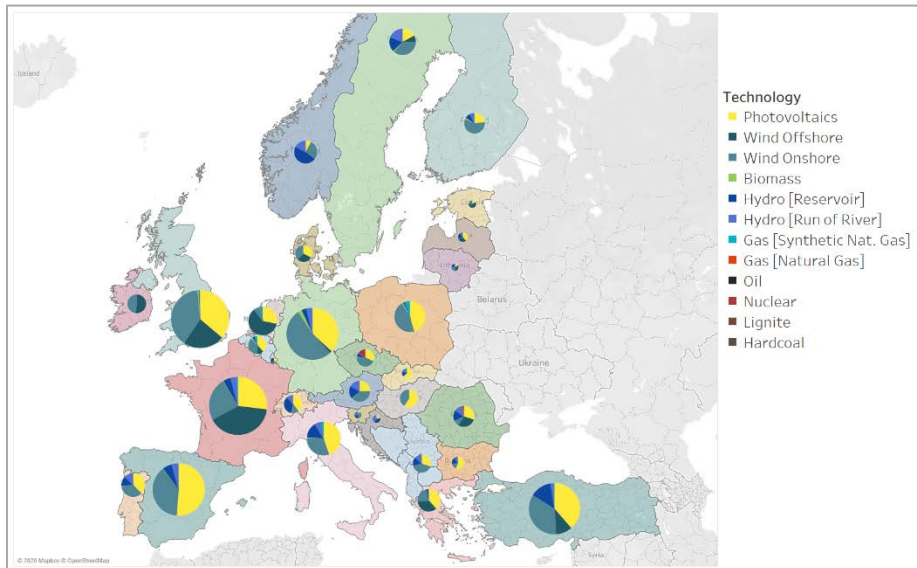 Iceland
Belarus
Ukraine
Syria
© 2020 Mapbox © OpenStreetMap
Technology
Photovoltaics
Wind Offshore
Wind Onshore
Biomass
Hydro [Reservoir]
Hydro [Run of River]
Gas [Synthetic Nat. Gas]
Gas [Natural Gas]
Oil
Nuclear
Lignite
Hardcoal